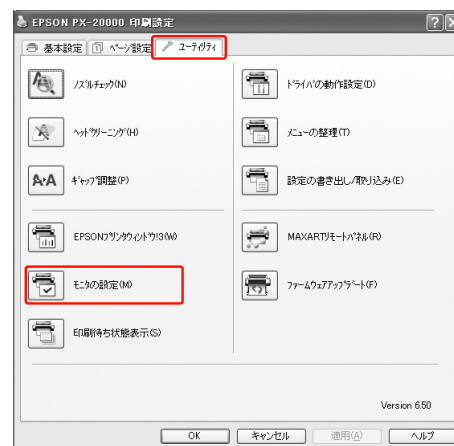 EPSON PX-20000 印刷設定
基本設定 ページ設定 ユーティリティ
ノズルチェック(N)
ヘッドクリーニング(H)
ギャップ調整(P)
EPSONプリンタウィンドウ!3(W)
モニタの設定(M)
印刷待ち状態表示(S)
ドライバの動作設定(D)
メニューの整理(T)
設定の書き出し/取り込み(E)
MAXARTリモートパネル(R)
ファームウェアアップデート(F)
Version 6.50
OK キャンセル 適用(A) ヘルプ